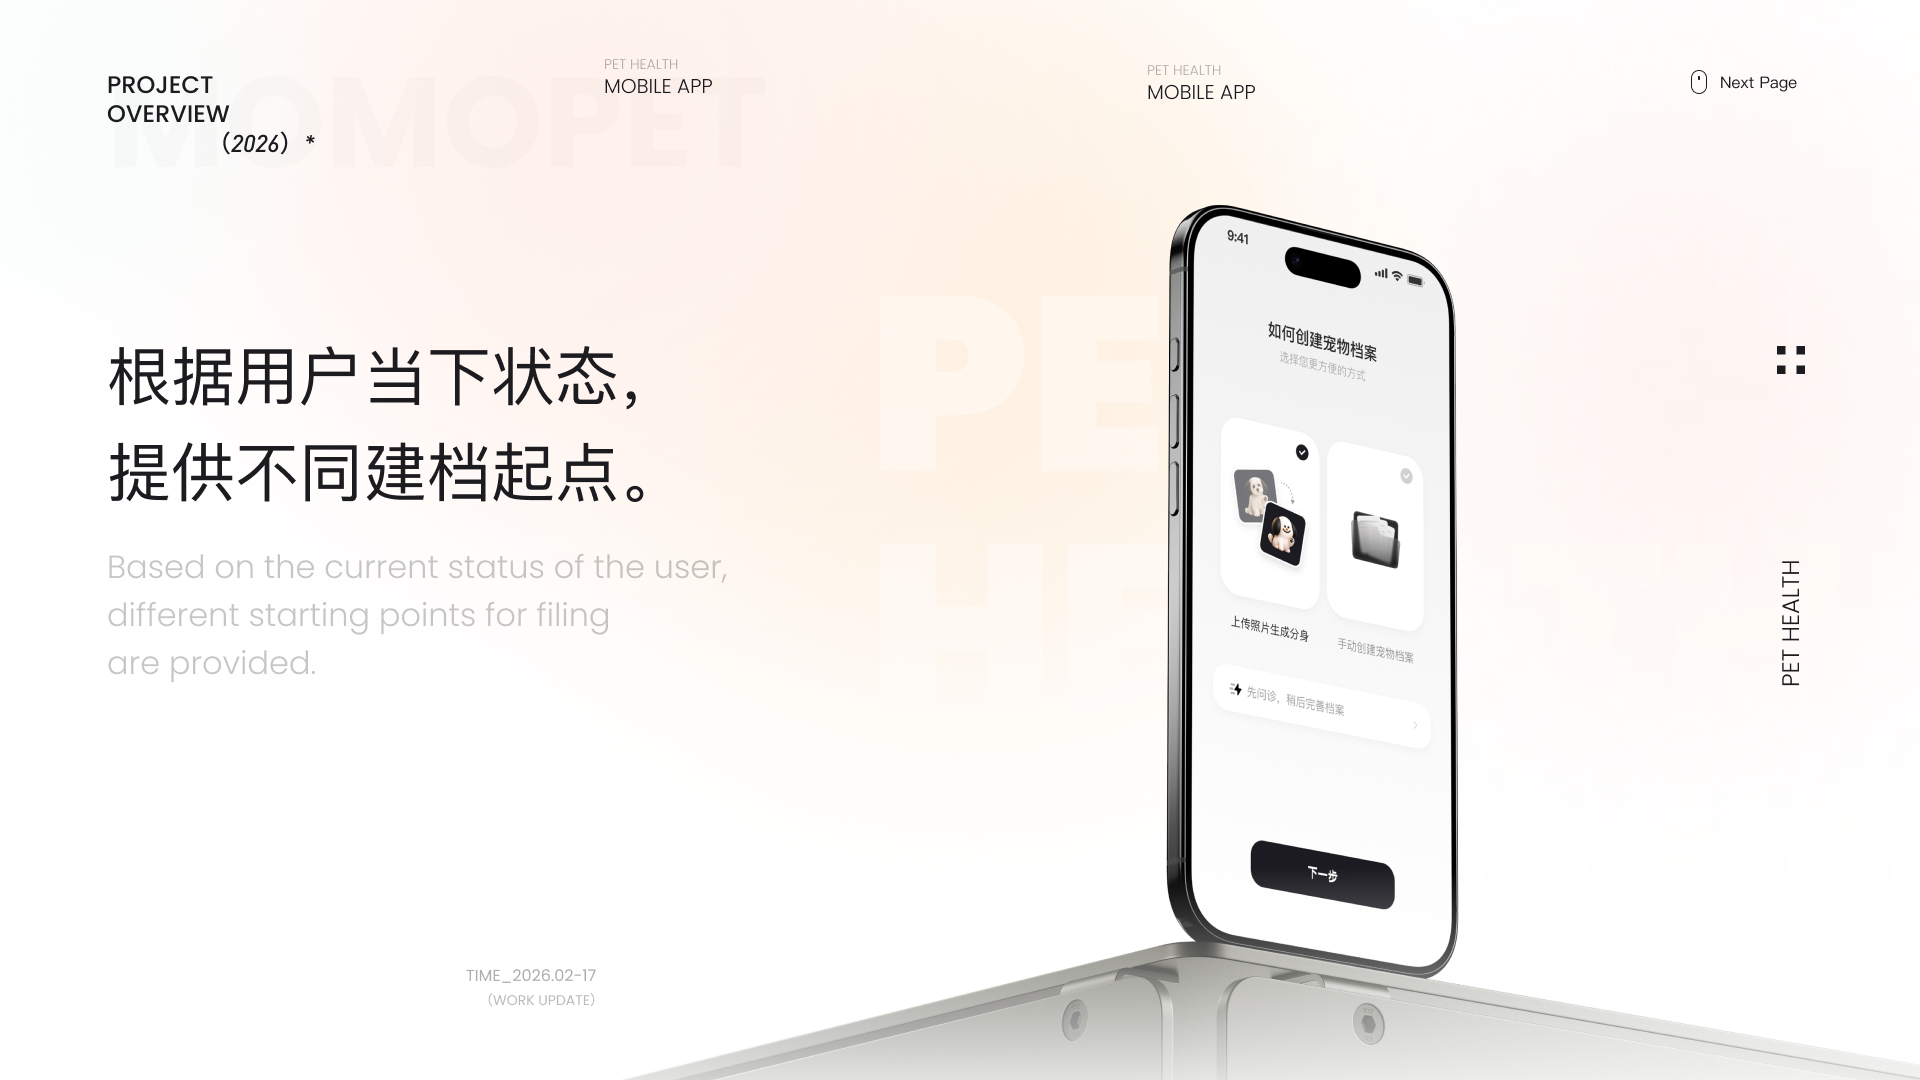 PROJECT
OVERVIEW
(2026) *
MOMOPET
PET HEALTH
MOBILE APP
PET HEALTH
MOBILE APP
Next Page
根据用户当下状态，
提供不同建档起点。
Based on the current status of the user,
different starting points for filing
are provided.
PE
HE
9:41
如何创建宠物档案
选择您更方便的方式
上传照片生成分身
手动创建宠物档案
先问诊，稍后完善档案
下一步
PET HEALTH
TIME_2026.02-17
(WORK UPDATE)